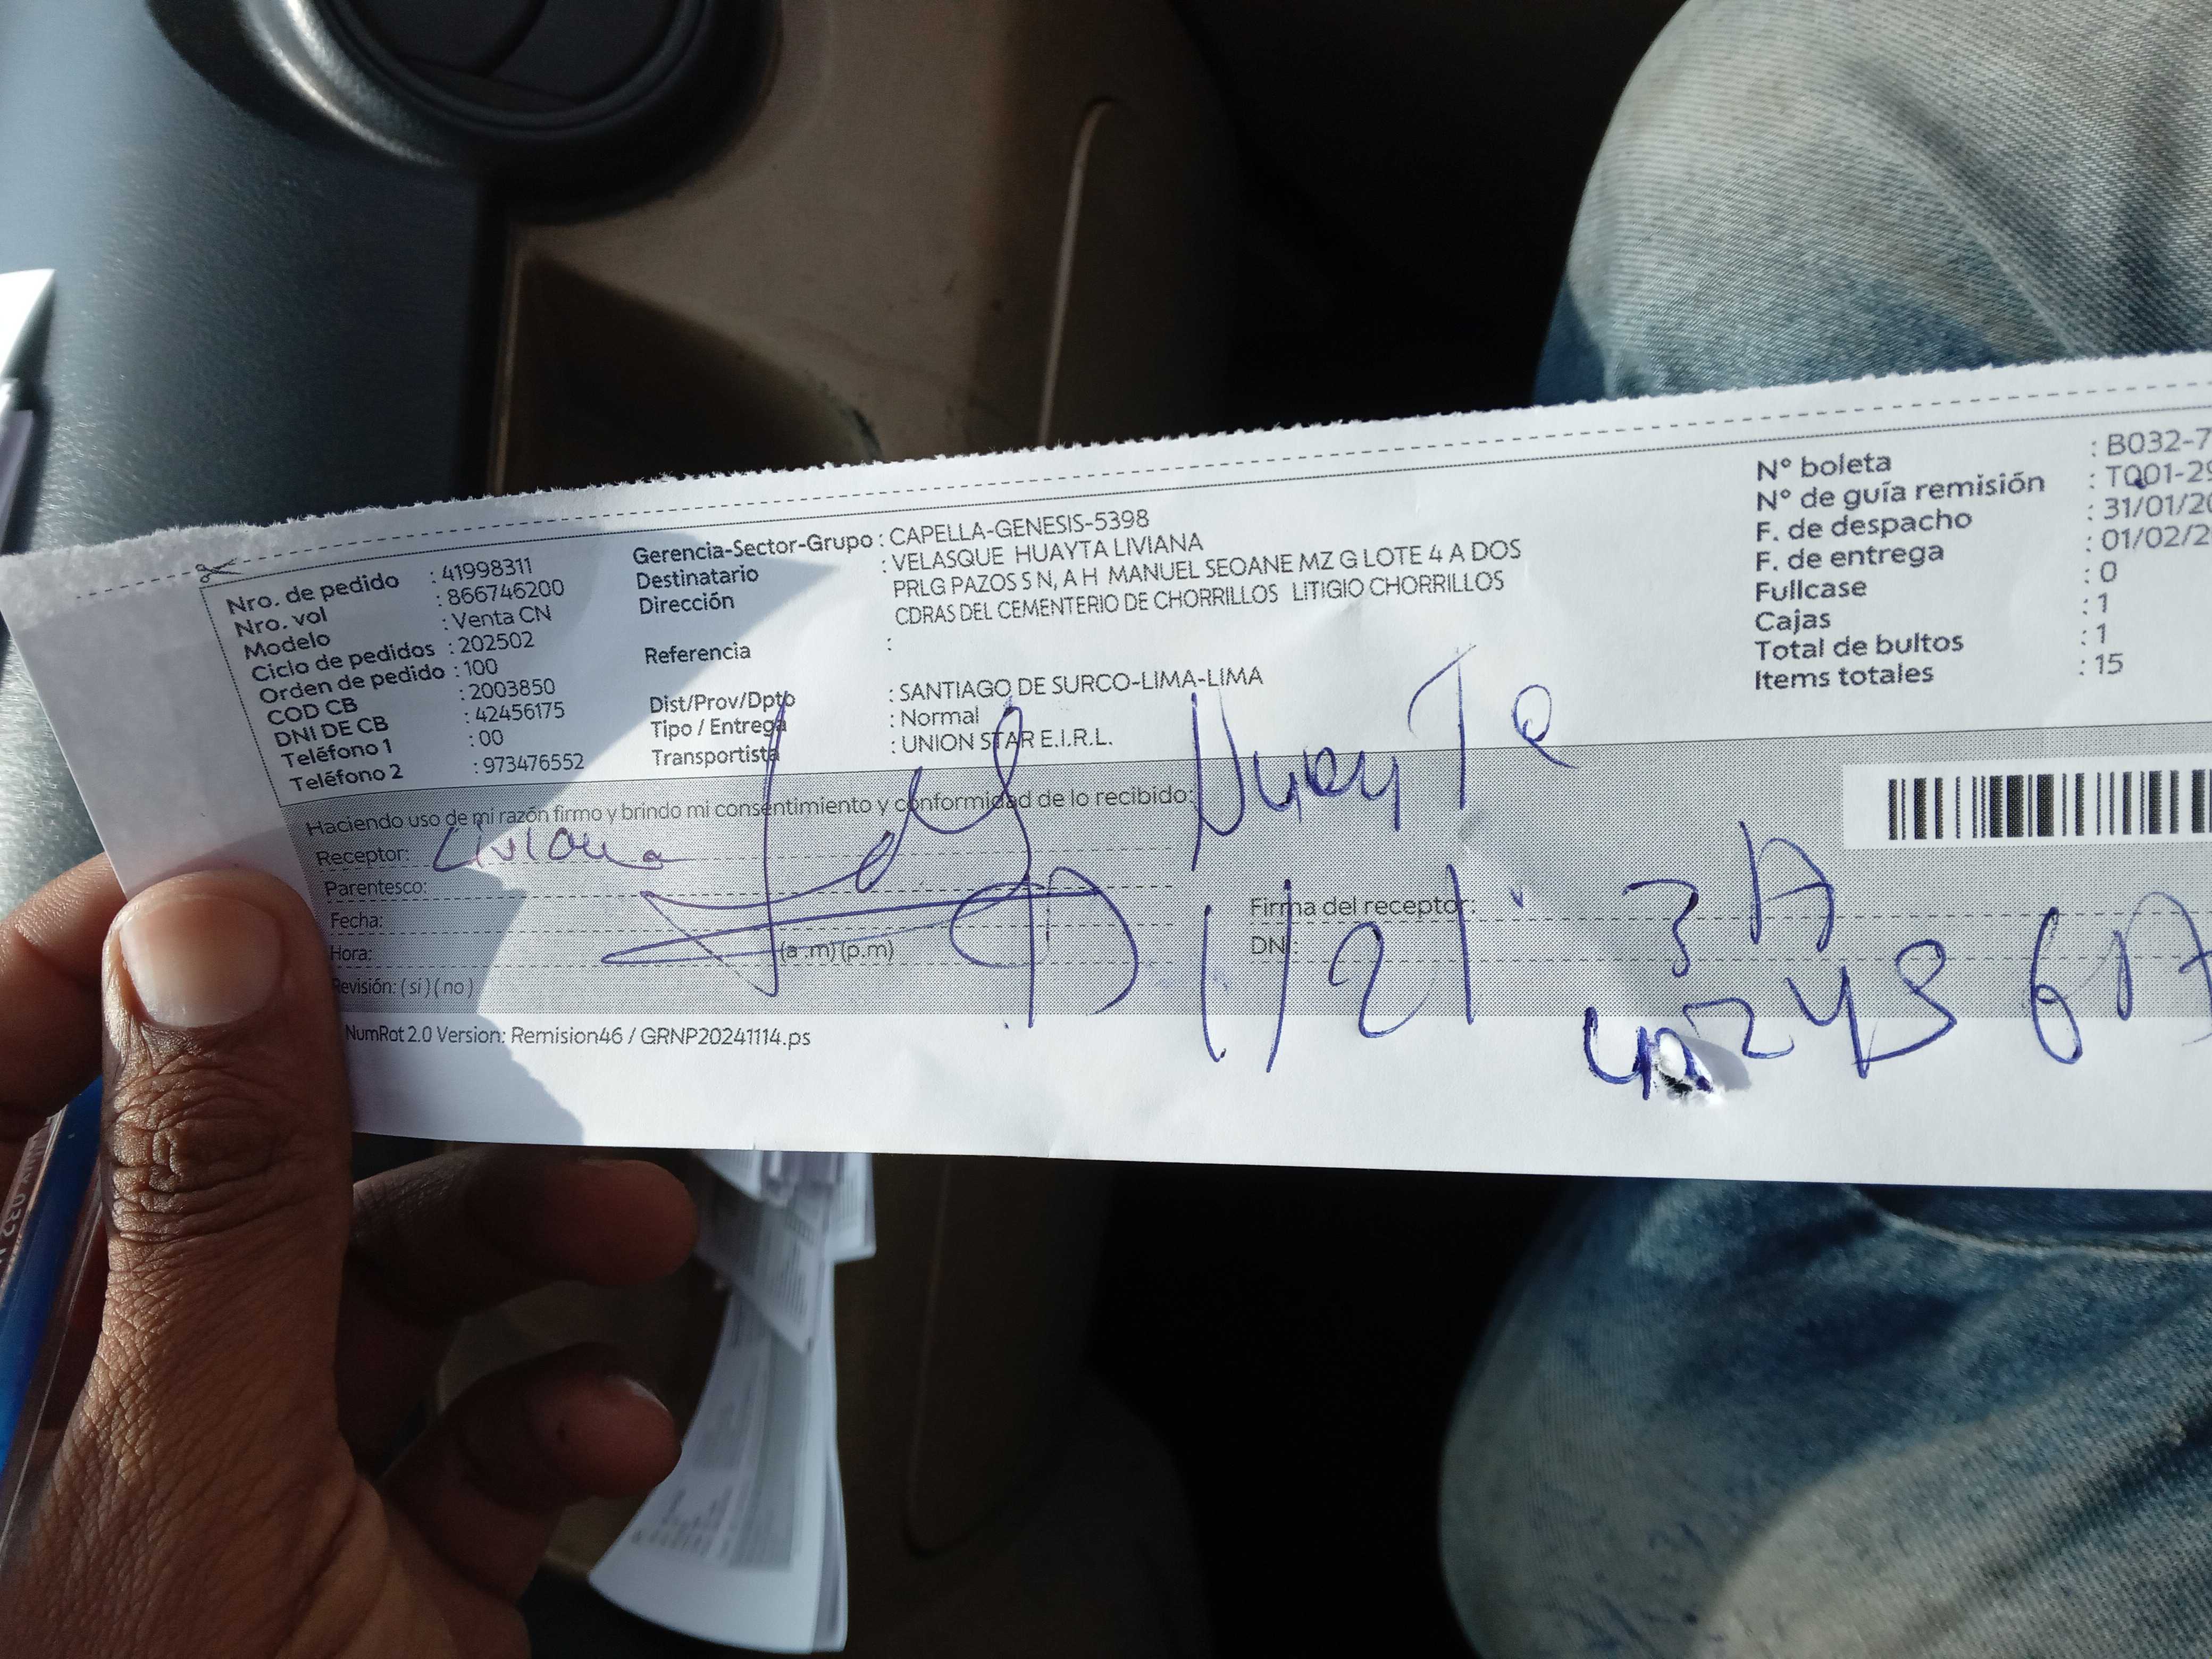 Nro. de pedido : 41998311
Nro. vol : 866746200
Modelo : Venta CN
Ciclo de pedidos : 202502
Orden de pedido : 100
COD CB : 2003850
DNI DE CB : 42456175
Teléfono 1 : 00
Teléfono 2 : 973476552
Gerencia-Sector-Grupo : CAPELLA-GENESIS-5398
Destinatario : VELASQUE HUAYTA LIVIANA
Dirección PRLG PAZOS S N, A H MANUEL SEOANE MZ G LOTE 4 A DOS
CDRAS DEL CEMENTERIO DE CHORRILLOS LITIGIO CHORRILLOS
Referencia :
Dist/Prov/Dpto : SANTIAGO DE SURCO-LIMA-LIMA
Tipo / Entrega : Normal
Transportista : UNION STAR E.I.R.L.
N° boleta : B032-7
N° de guía remisión : T001-29
F. de despacho : 31/01/20
F. de entrega : 01/02/2
Fullcase : 0
Cajas : 1
Total de bultos : 1
Items totales : 15
Haciendo uso de mi razón firmo y brindo mi consentimiento y conformidad de lo recibido:
Receptor: Liviana Huayta
Parentesco:
Fecha:
Hora: (a .m) (p.m)
Revisión: ( si ) ( no )
Firma del receptor:
DNI:
NumRot 2.0 Version: Remision46 / GRNP20241114.ps